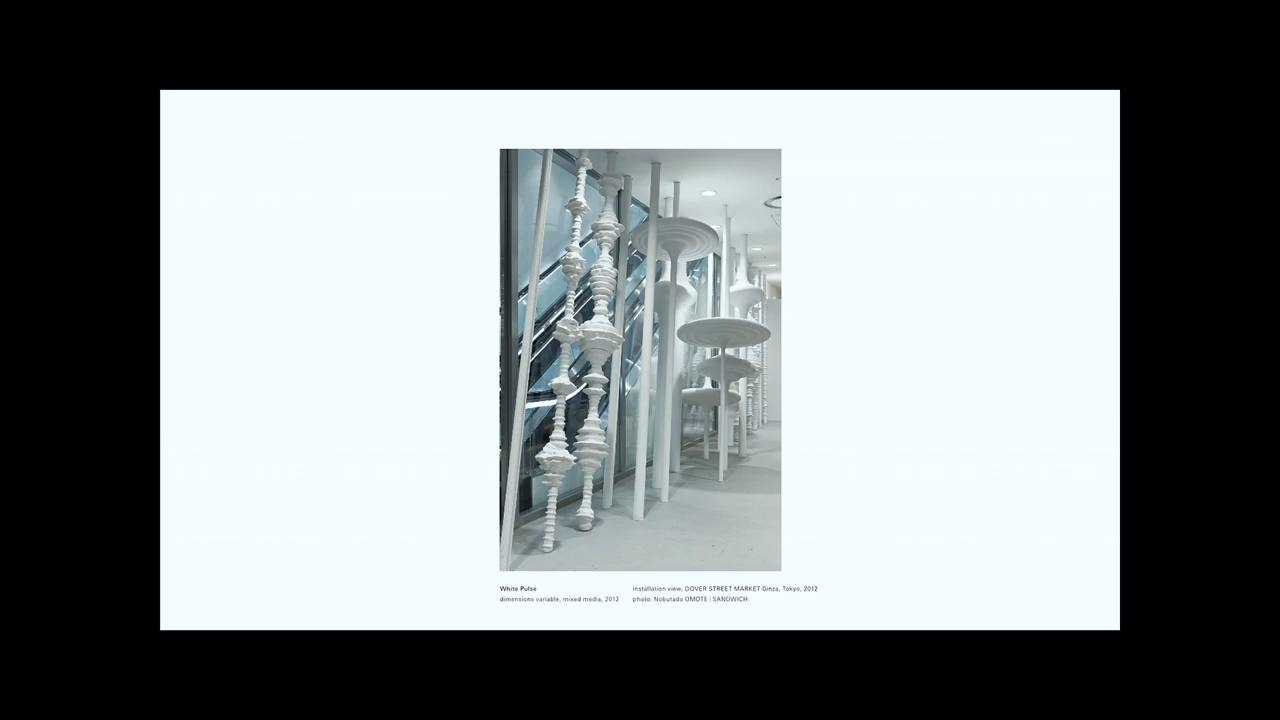 White Pulse
dimensions variable, mixed media, 2012
installation view, DOVER STREET MARKET Ginza, Tokyo, 2012
photo: Nobutada OMOTE | SANDWICH